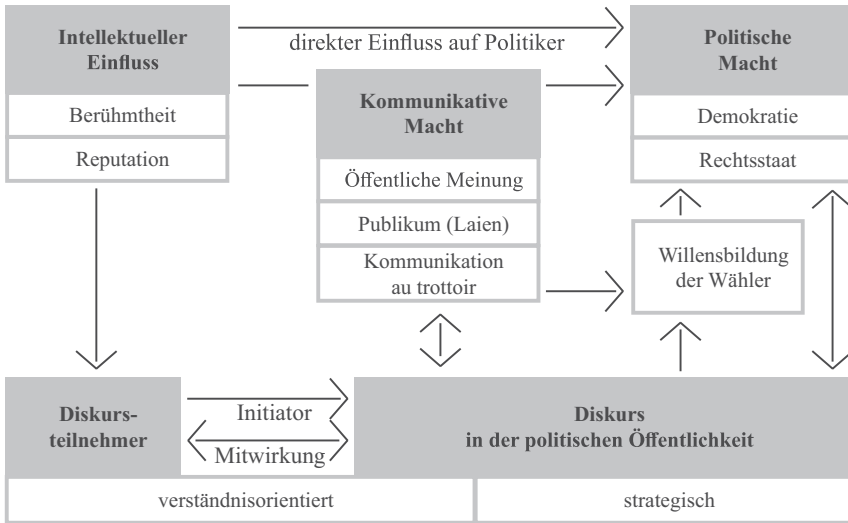 Intellektueller
Einfluss
Berühmtheit
Reputation
direkter Einfluss auf Politiker
Kommunikative
Macht
Öffentliche Meinung
Publikum (Laien)
Kommunikation
au trottoir
Politische
Macht
Demokratie
Rechtsstaat
Willensbildung
der Wähler
Diskurs-
teilnehmer
Initiator
Mitwirkung
Diskurs
in der politischen Öffentlichkeit
verständnisorientiert
strategisch